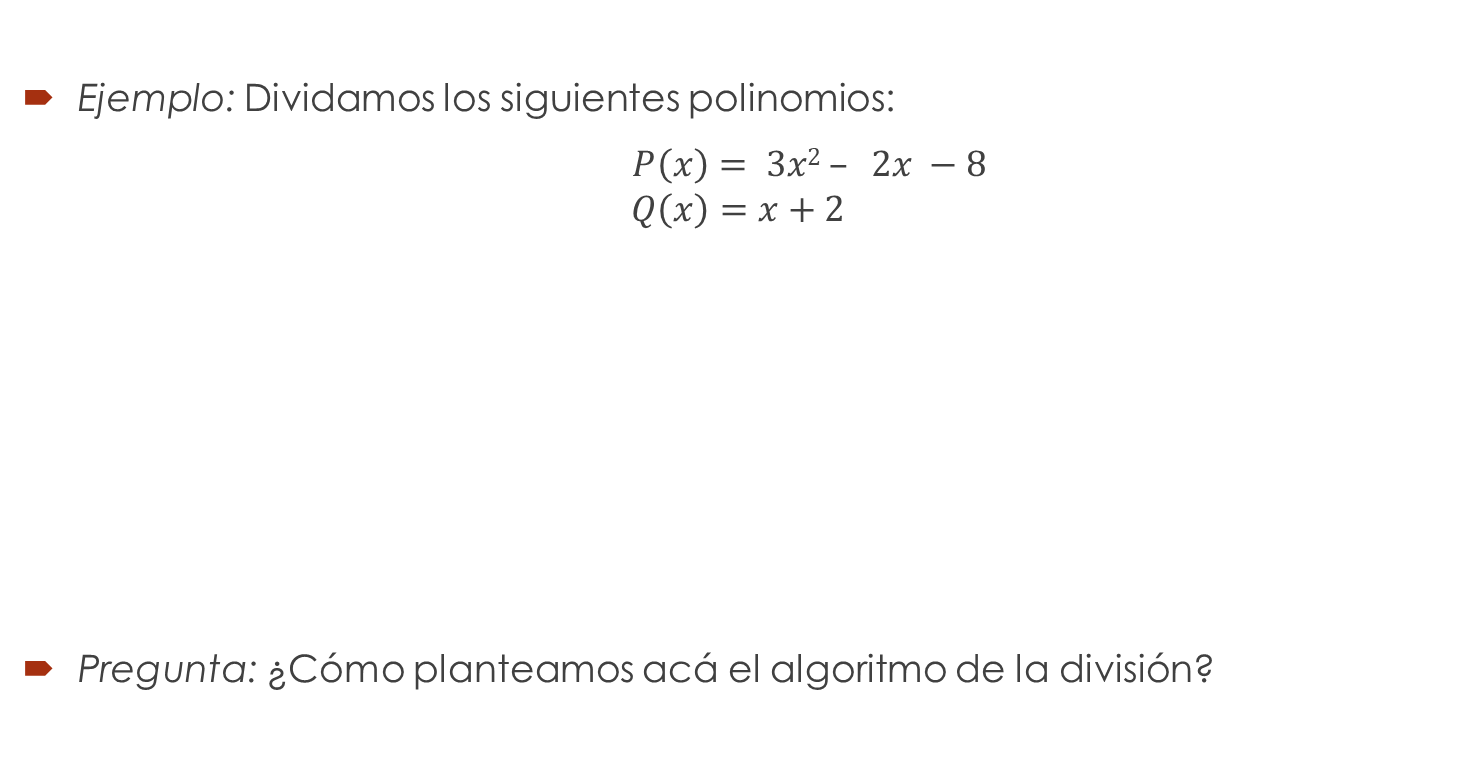 Ejemplo: Dividamos los siguientes polinomios:
P(x) = 3x² – 2x − 8
Q(x) = x + 2
Pregunta: ¿Cómo planteamos acá el algoritmo de la división?